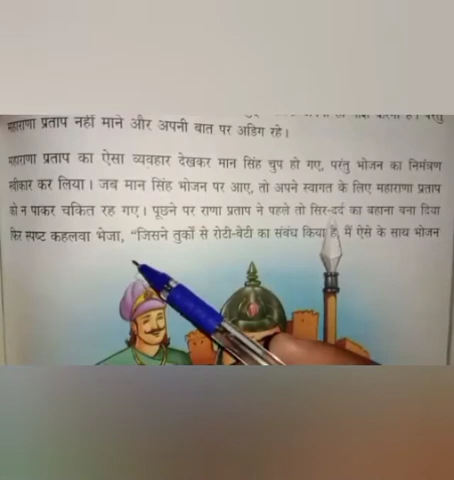 महाराणा प्रताप नहीं माने और अपनी बात पर अडिग रहे।
महाराणा प्रताप का ऐसा व्यवहार देखकर मान सिंह चुप हो गए, परंतु भोजन का निमंत्रण
स्वीकार कर लिया। जब मान सिंह भोजन पर आए, तो अपने स्वागत के लिए महाराणा प्रताप
को न पाकर चकित रह गए। पूछने पर राणा प्रताप ने पहले तो सिर-दर्द का बहाना बना दिया
फिर स्पष्ट कहलवा भेजा, “जिसने तुर्कों से रोटी-बेटी का संबंध किया है, मैं ऐसे के साथ भोजन